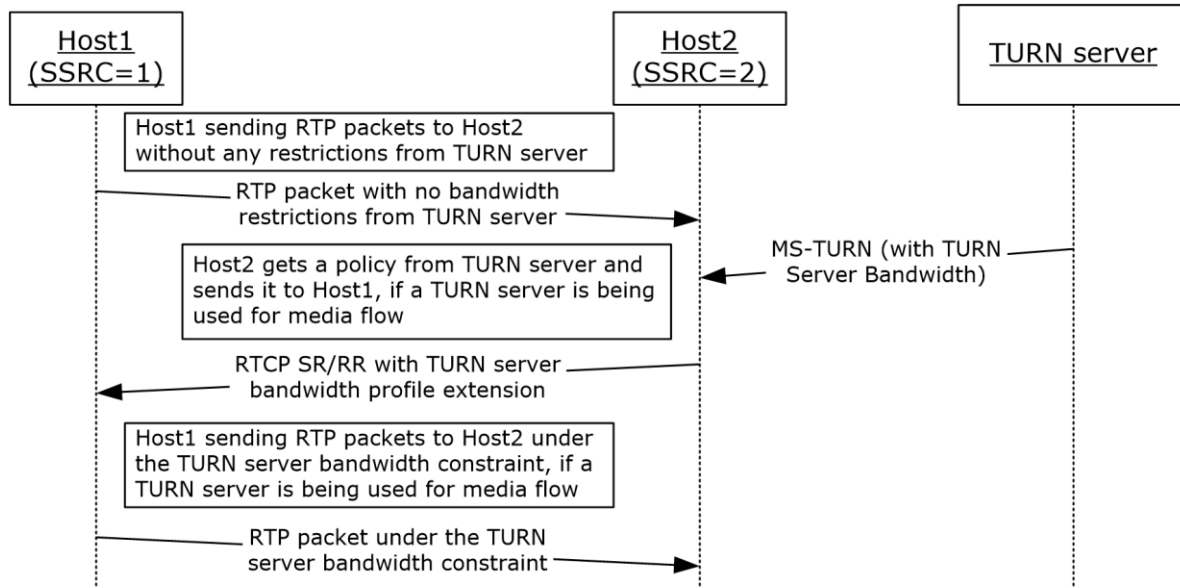 Host1
(SSRC=1)
Host2
(SSRC=2)
TURN server
Host1 sending RTP packets to Host2
without any restrictions from TURN server
RTP packet with no bandwidth
restrictions from TURN server
MS-TURN (with TURN
Server Bandwidth)
Host2 gets a policy from TURN server and
sends it to Host1, if a TURN server is being
used for media flow
RTCP SR/RR with TURN server
bandwidth profile extension
Host1 sending RTP packets to Host2 under
the TURN server bandwidth constraint, if a
TURN server is being used for media flow
RTP packet under the TURN
server bandwidth constraint